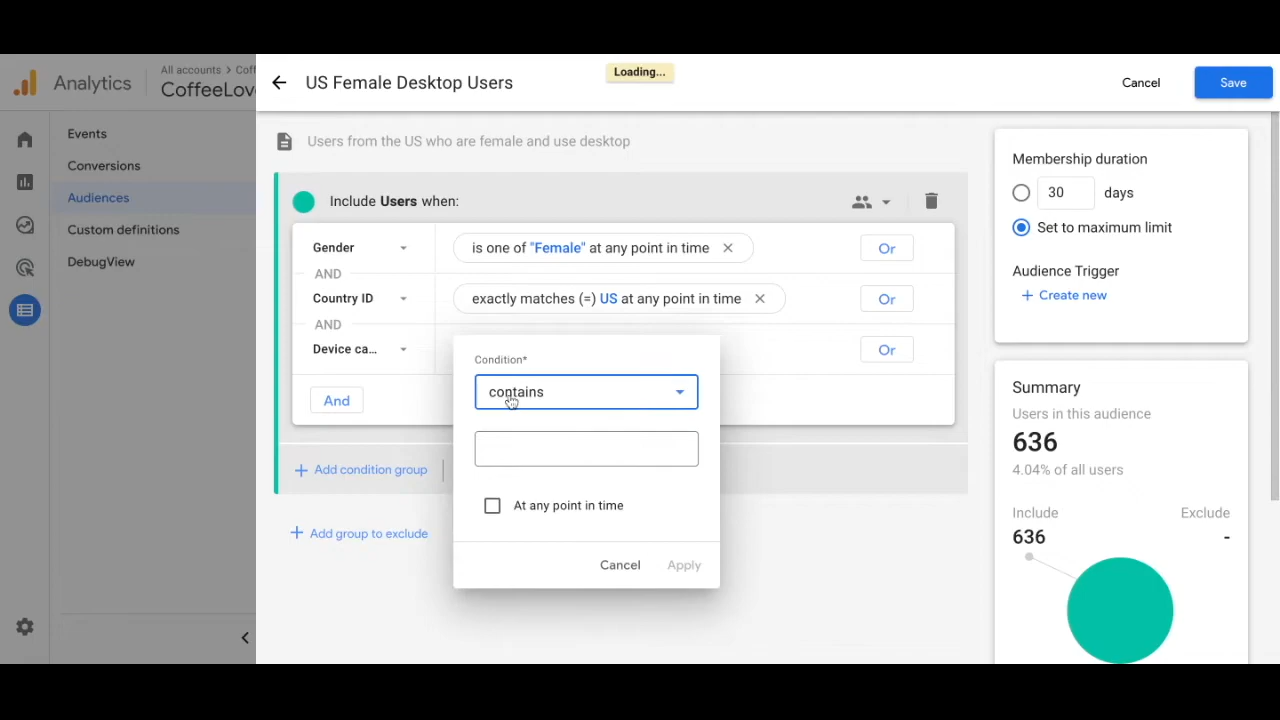 Analytics
All accounts > Coff
CoffeeLov
US Female Desktop Users
Loading...
Cancel
Save
Events
Conversions
Audiences
Custom definitions
DebugView
Users from the US who are female and use desktop
Include Users when:
Gender
is one of "Female" at any point in time
Or
AND
Country ID
exactly matches (=) US at any point in time
Or
AND
Device ca...
Or
And
Condition*
contains
At any point in time
Cancel
Apply
+ Add condition group
+ Add group to exclude
Membership duration
30 days
Set to maximum limit
Audience Trigger
+ Create new
Summary
Users in this audience
636
4.04% of all users
Include
Exclude
636
-